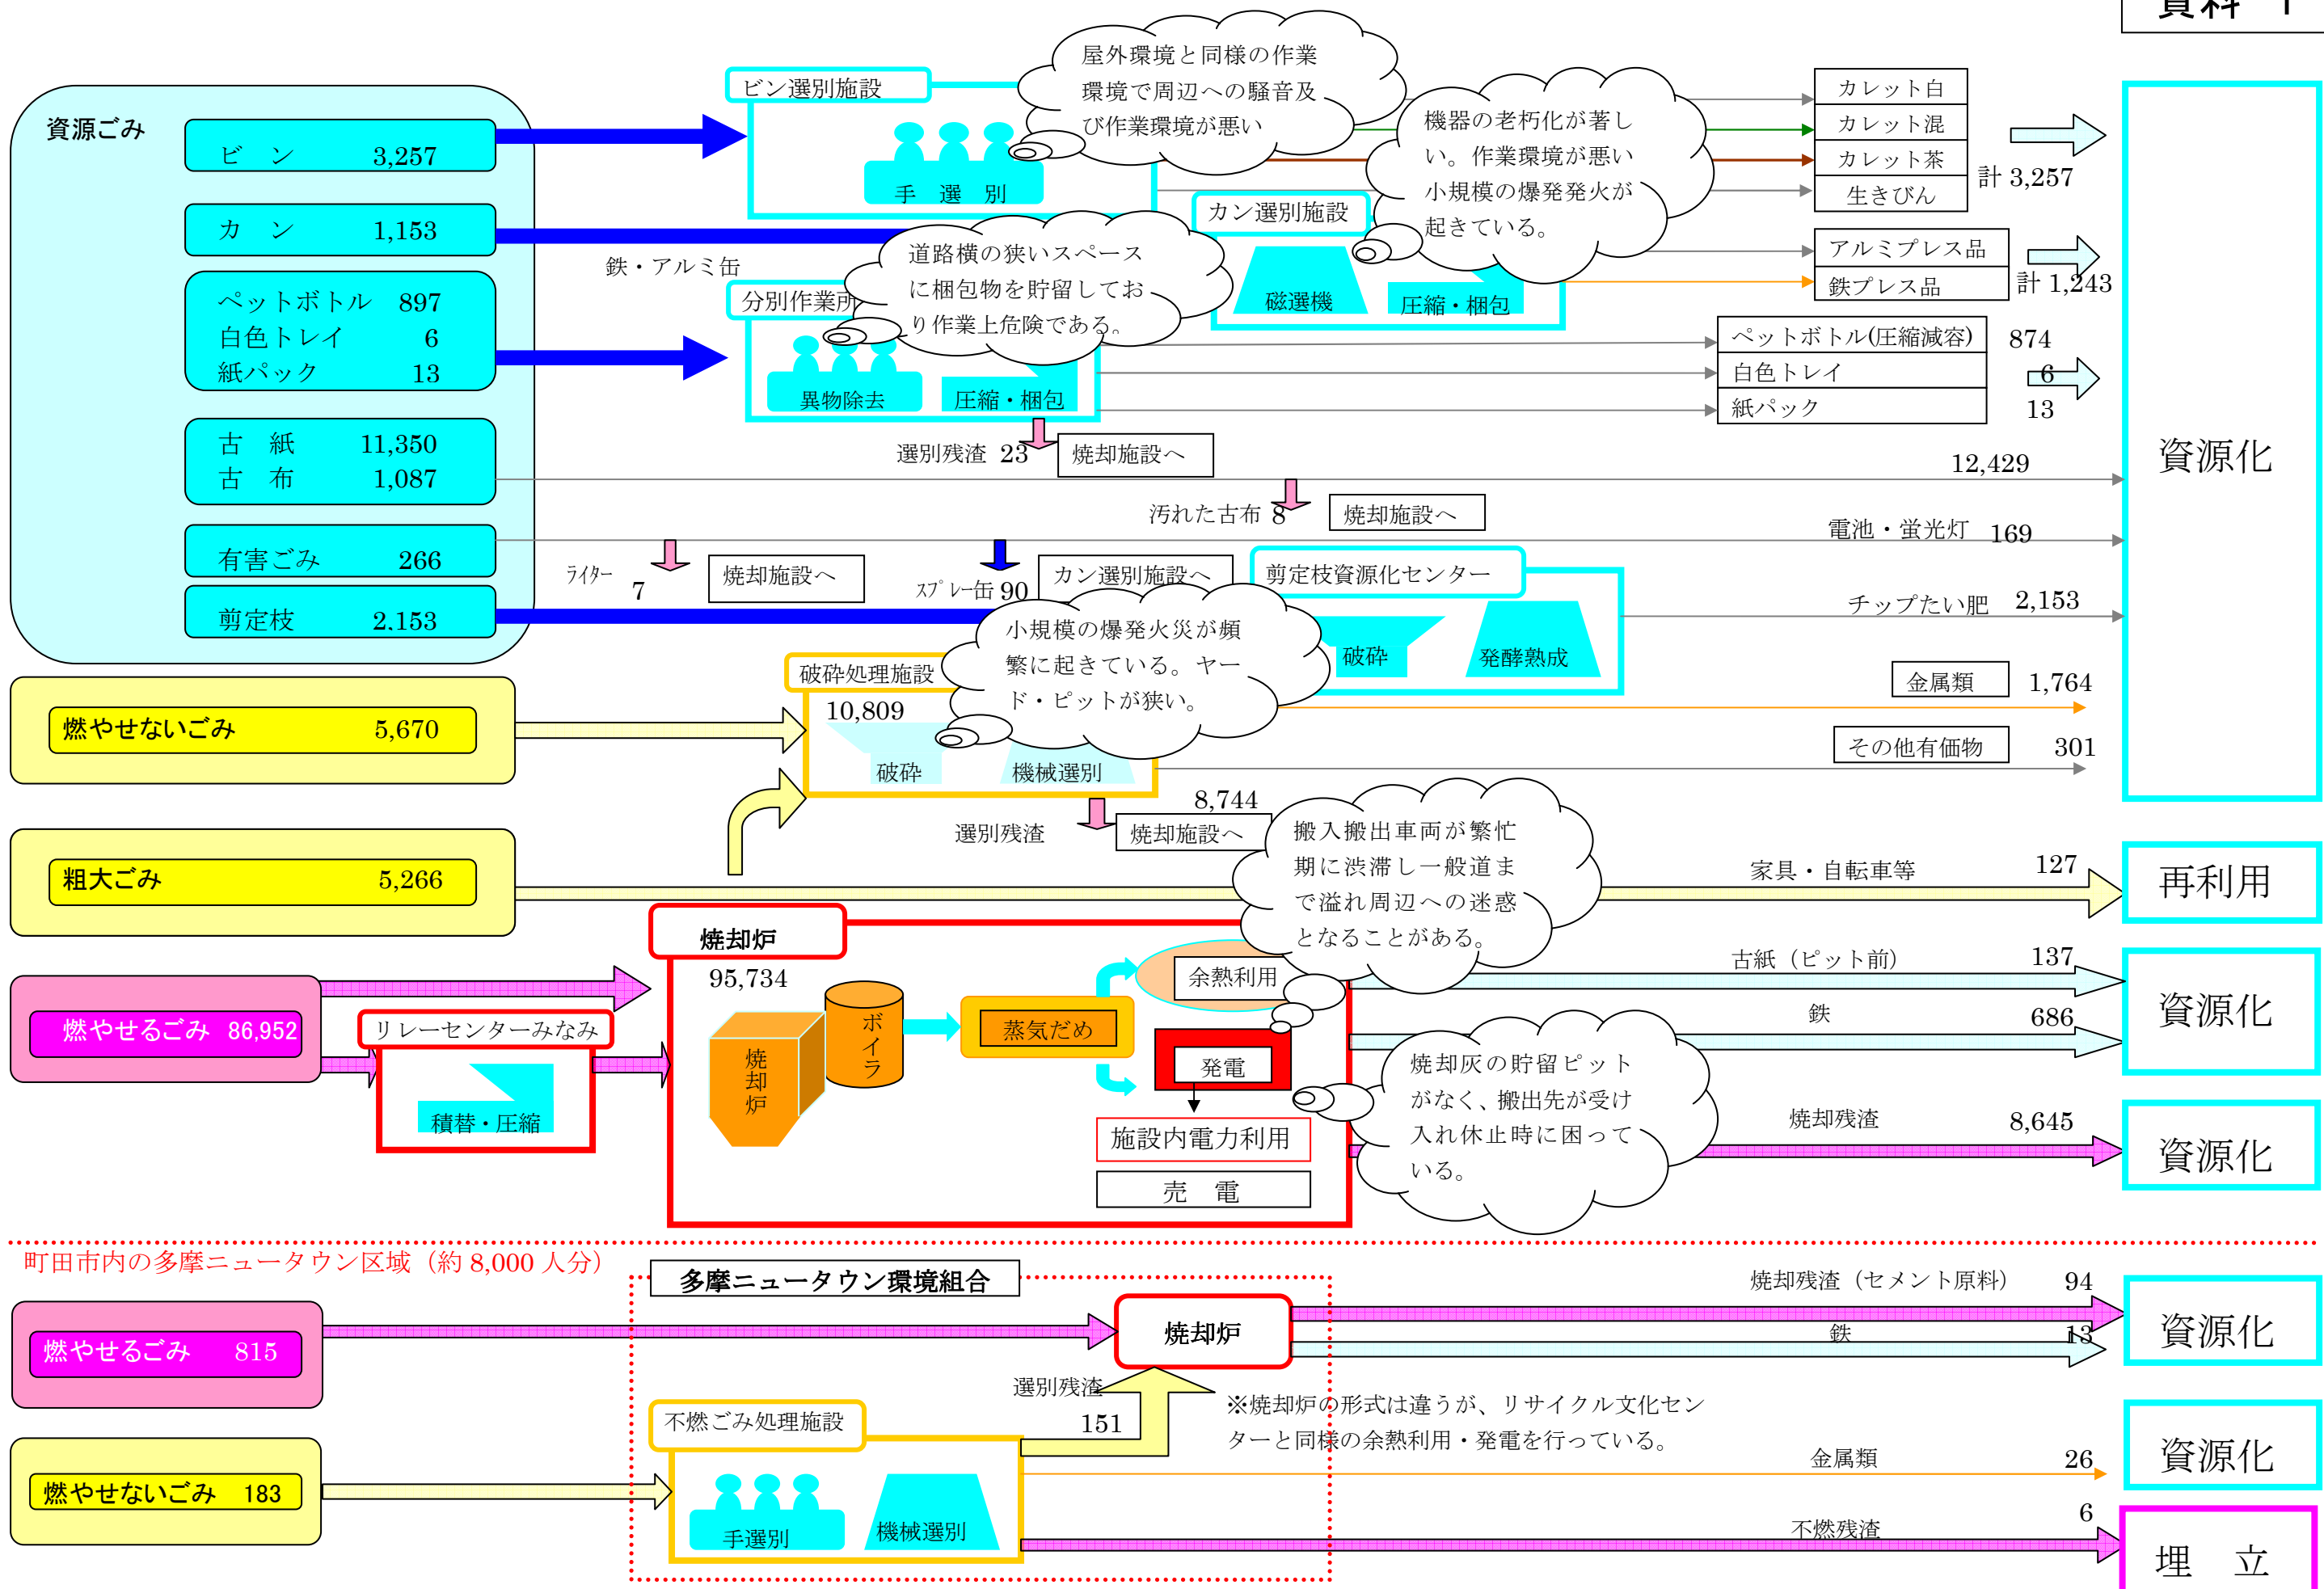 資料 1
資源ごみ
ビン 3,257
カン 1,153
ペットボトル 897
白色トレイ 6
紙パック 13
古紙 11,350
古布 1,087
有害ごみ 266
剪定枝 2,153
ビン選別施設
手選別
屋外環境と同様の作業
環境で周辺への騒音及
び作業環境が悪い
機器の老朽化が著し
い。作業環境が悪い
小規模の爆発発火が
起きている。
カレット白
カレット混
カレット茶
生きびん
計 3,257
鉄・アルミ缶
カン選別施設
磁選機
圧縮・梱包
アルミプレス品
鉄プレス品
計 1,243
道路横の狭いスペース
に梱包物を貯留してお
り作業上危険である。
分別作業所
異物除去
圧縮・梱包
ペットボトル(圧縮減容) 874
白色トレイ 6
紙パック 13
選別残渣 23
焼却施設へ
12,429
資源化
汚れた古布 8
焼却施設へ
電池・蛍光灯 169
ライター 7
焼却施設へ
スプレー缶 90
カン選別施設へ
剪定枝資源化センター
破砕
発酵熟成
チップたい肥 2,153
小規模の爆発火災が頻
繁に起きている。ヤー
ド・ピットが狭い。
破砕処理施設
10,809
破砕
機械選別
金属類 1,764
その他有価物 301
燃やせないごみ 5,670
選別残渣
8,744
焼却施設へ
粗大ごみ 5,266
搬入搬出車両が繁忙
期に渋滞し一般道ま
で溢れ周辺への迷惑
となることがある。
家具・自転車等 127
再利用
焼却炉
95,734
焼却炉
ボイラ
蒸気だめ
余熱利用
発電
施設内電力利用
売電
燃やせるごみ 86,952
リレーセンターみなみ
積替・圧縮
古紙（ピット前） 137
鉄 686
資源化
焼却灰の貯留ピット
がなく、搬出先が受け
入れ休止時に困って
いる。
焼却残渣 8,645
資源化
町田市内の多摩ニュータウン区域（約 8,000 人分）
多摩ニュータウン環境組合
燃やせるごみ 815
焼却炉
焼却残渣（セメント原料） 94
鉄 13
資源化
選別残渣
151
※焼却炉の形式は違うが、リサイクル文化セン
ターと同様の余熱利用・発電を行っている。
不燃ごみ処理施設
手選別
機械選別
燃やせないごみ 183
金属類 26
資源化
不燃残渣 6
埋立